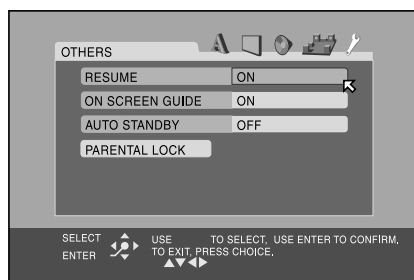 OTHERS
RESUME ON
ON SCREEN GUIDE ON
AUTO STANDBY OFF
PARENTAL LOCK
SELECT
ENTER
USE TO SELECT, USE ENTER TO CONFIRM,
TO EXIT, PRESS CHOICE.